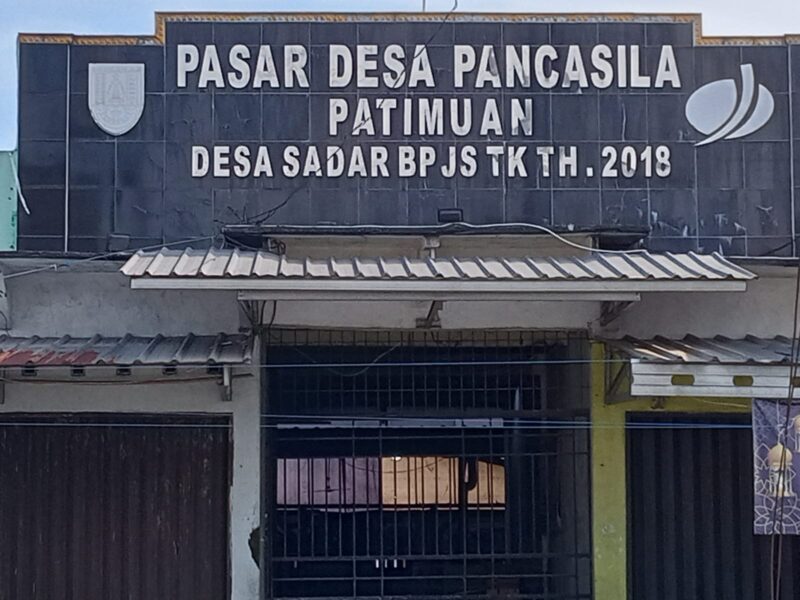 PASAR DESA PANCASILA
PATIMUAN
DESA SADAR BPJS TK TH. 2018